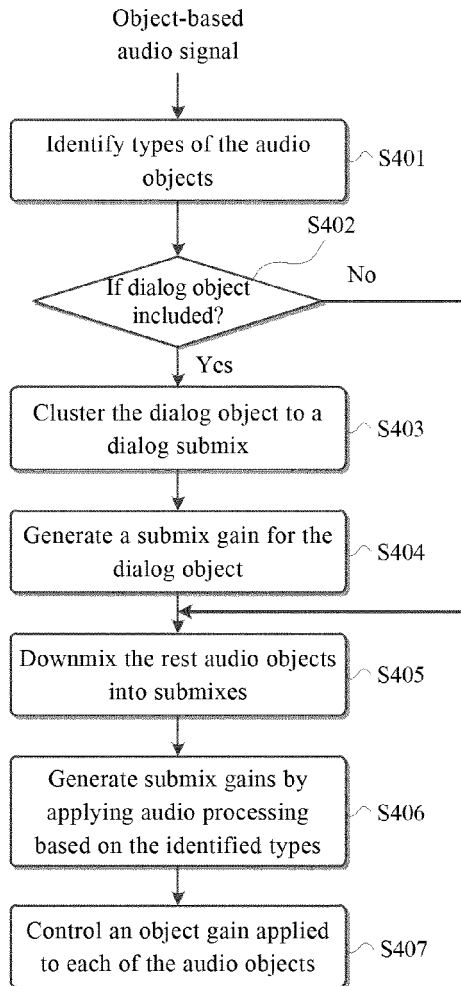 Object-based
audio signal
Identify types of the audio
objects
S401
S402
If dialog object
included?
No
Yes
Cluster the dialog object to a
dialog submix
S403
Generate a submix gain for the
dialog object
S404
Downmix the rest audio objects
into submixes
S405
Generate submix gains by
applying audio processing
based on the identified types
S406
Control an object gain applied
to each of the audio objects
S407